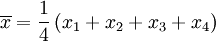 x̅ = 1/4 (x₁ + x₂ + x₃ + x₄)